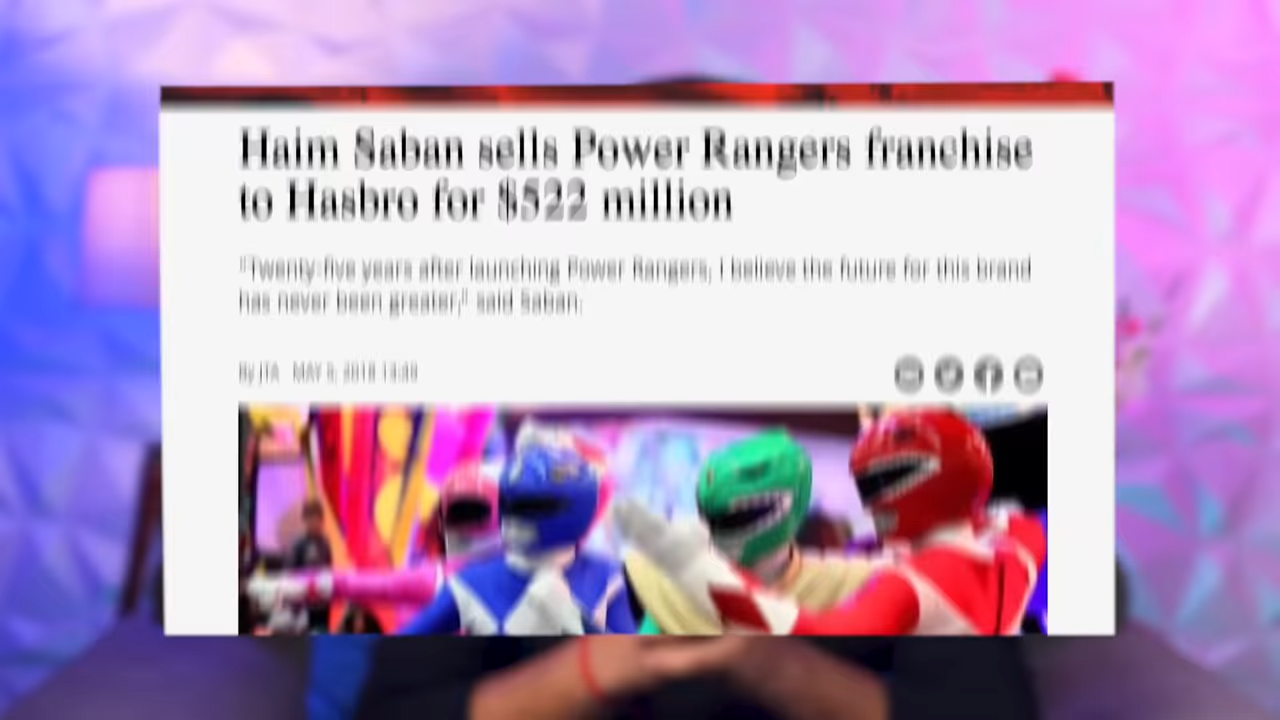 Haim Saban sells Power Rangers franchise
to Hasbro for $522 million
"Twenty-five years after launching Power Rangers, I believe the future for this brand
has never been greater," said Saban.
By JTA MAY 5, 2018 13: